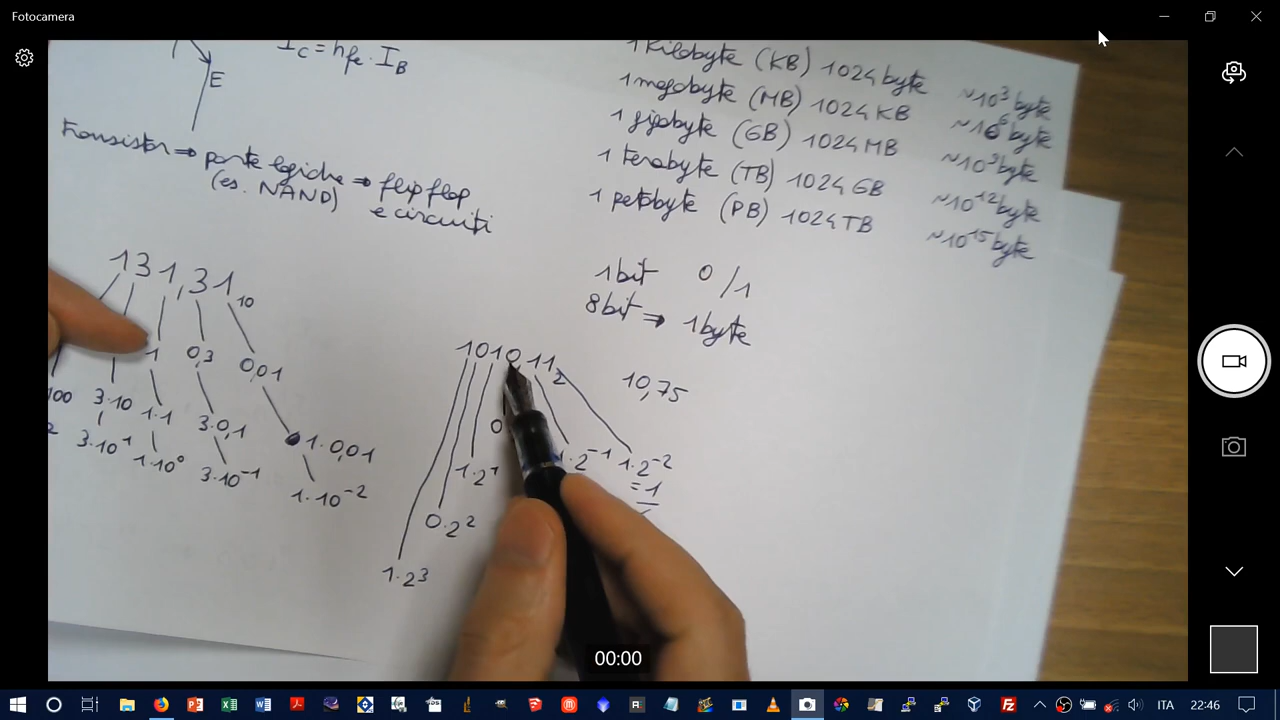 Fotocamera
I_C = h_fe · I_B
E
transistor ⇒ porte logiche ⇒ flip flop
(es. NAND) e circuiti
1 Kilobyte (KB) 1024 byte ~10³ byte
1 megabyte (MB) 1024 KB ~10⁶ byte
1 gigabyte (GB) 1024 MB ~10⁹ byte
1 terabyte (TB) 1024 GB ~10¹² byte
1 petabyte (PB) 1024 TB ~10¹⁵ byte
1 bit 0/1
8 bit ⇒ 1 byte
131,31₁₀
1 0,3 0,01
100 3·10 1·1 3·0,1 1·0,01
2 3·10¹ 1·10⁰ 3·10⁻¹ 1·10⁻²
1010,11₂ 10,75
0
1·2¹ 1·2⁻¹ 1·2⁻²
= 1
0·2²
1·2³
00:00
ITA 22:46